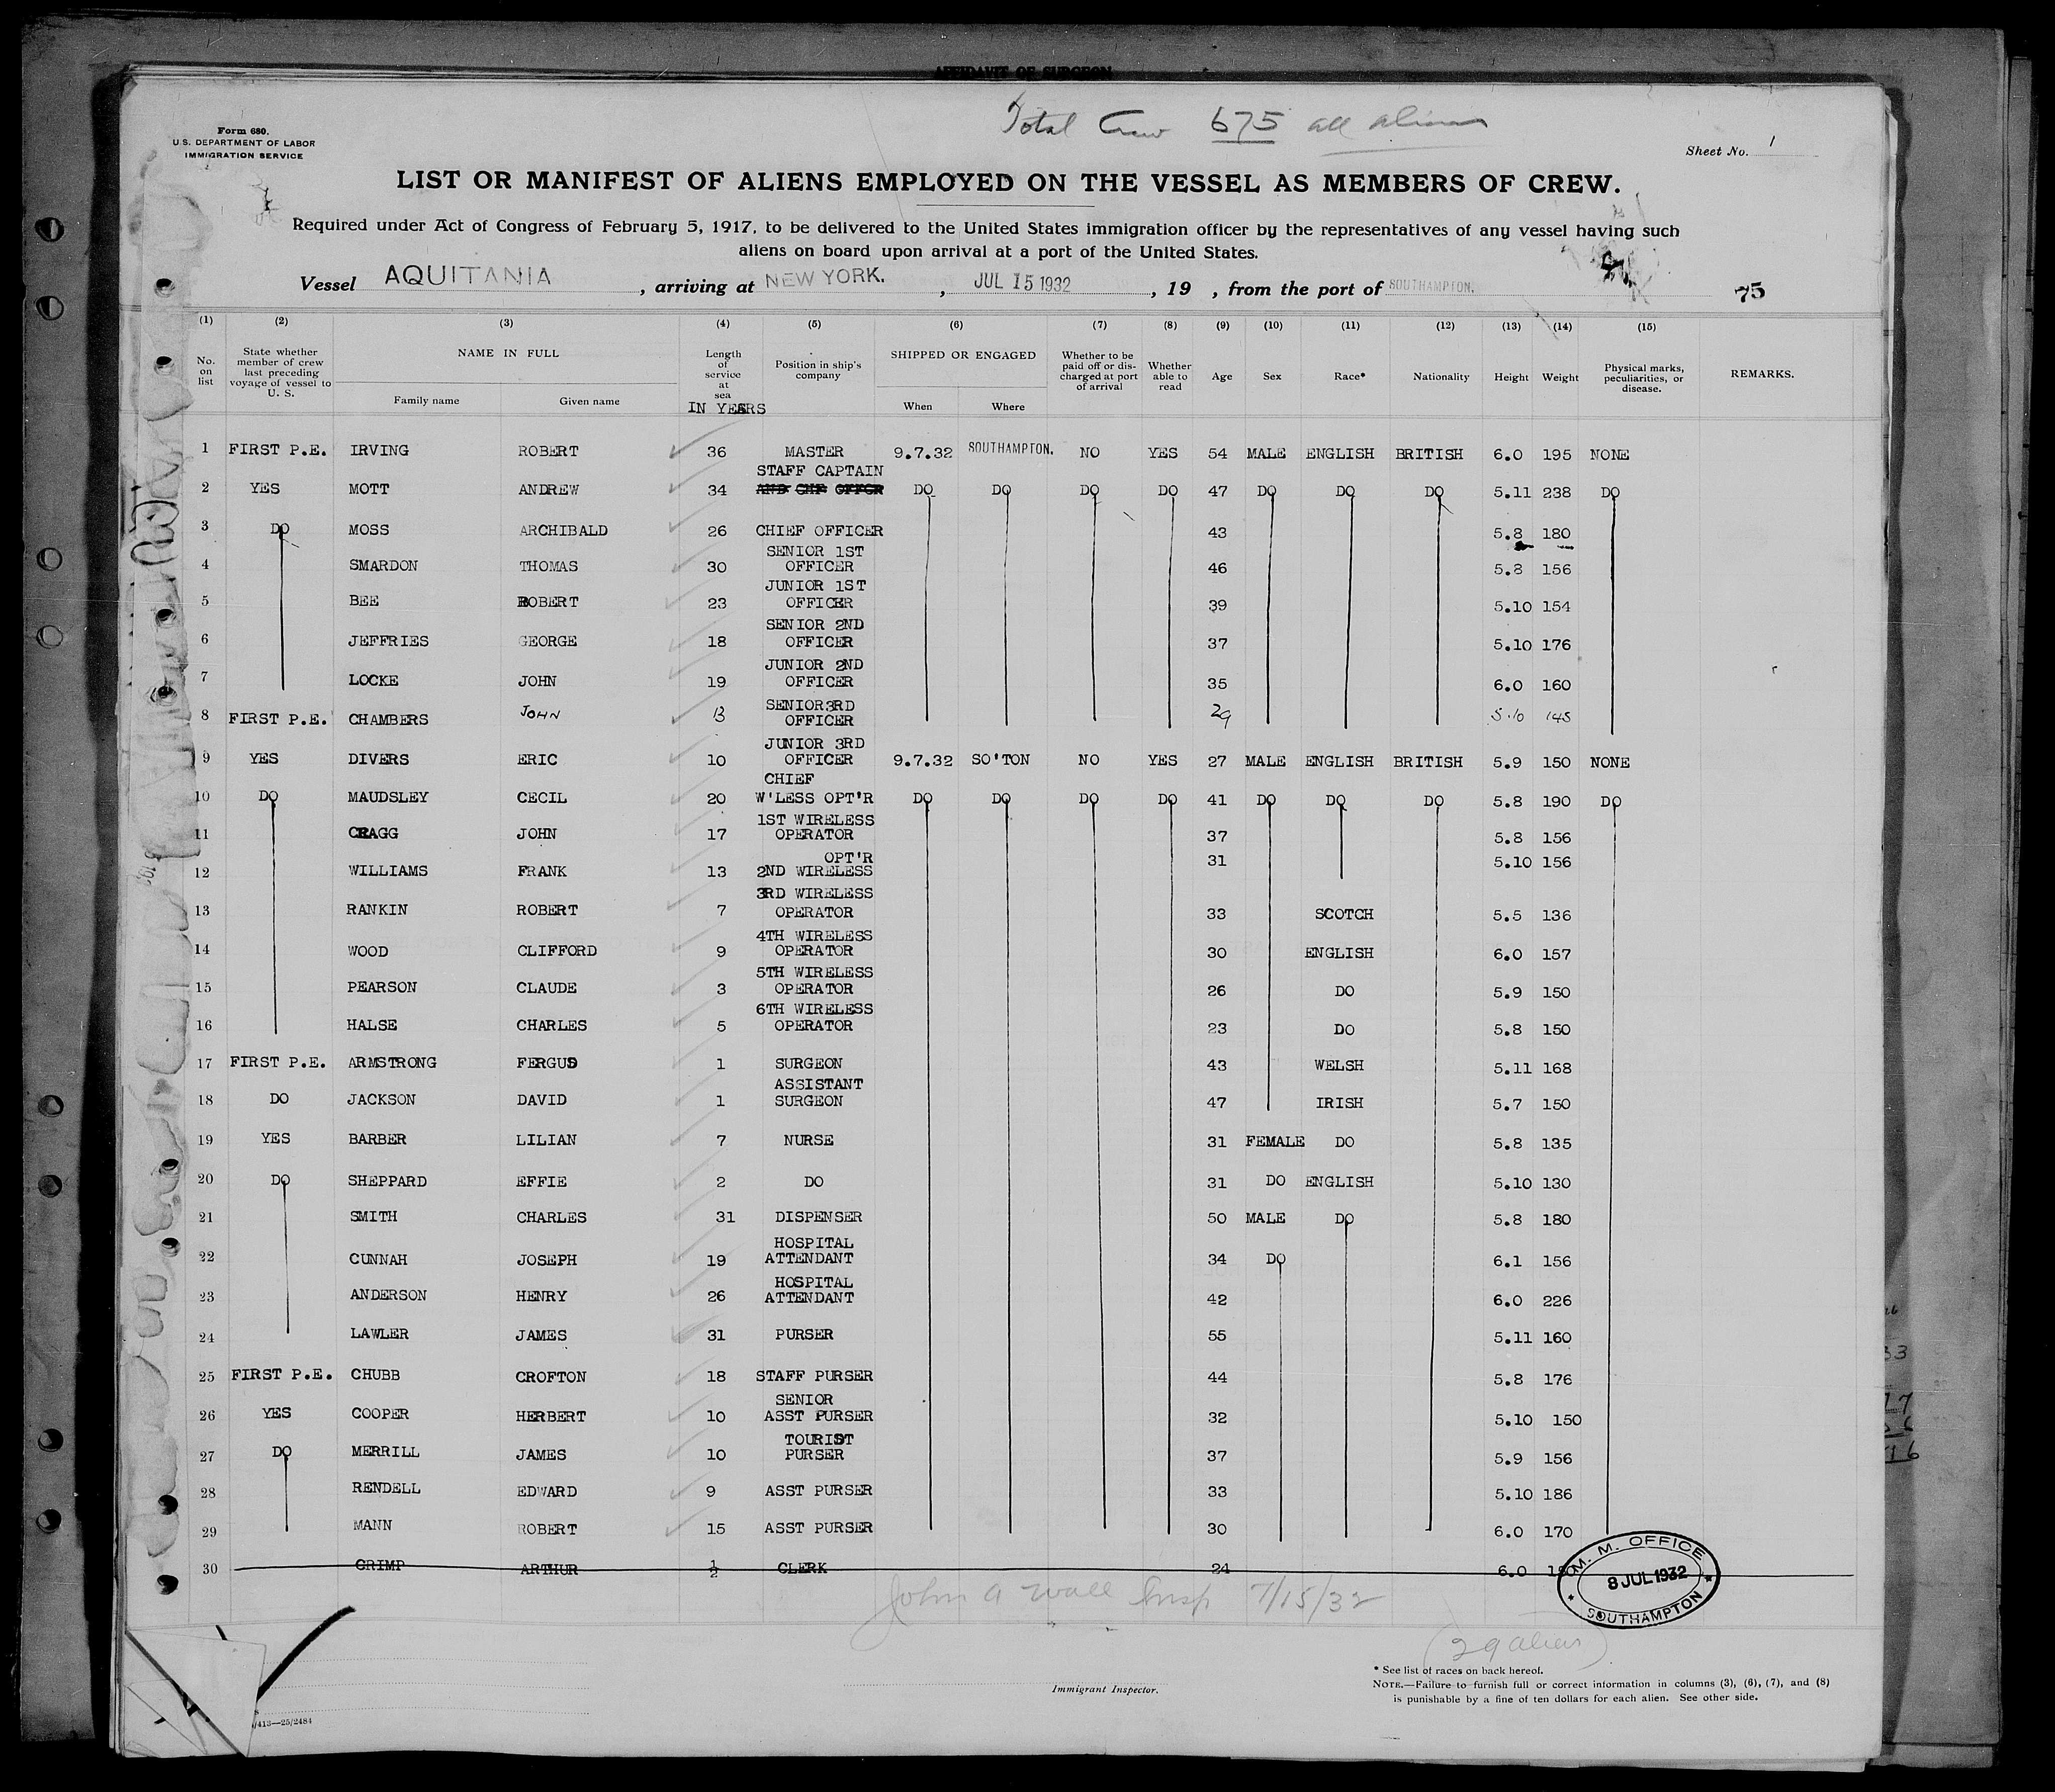 AFFIDAVIT OF SURGEON
Total Crew 675 all aliens
Form 680.
U.S. DEPARTMENT OF LABOR
IMMIGRATION SERVICE
Sheet No. 1
LIST OR MANIFEST OF ALIENS EMPLOYED ON THE VESSEL AS MEMBERS OF CREW.
Required under Act of Congress of February 5, 1917, to be delivered to the United States immigration officer by the representatives of any vessel having such
aliens on board upon arrival at a port of the United States.
Vessel AQUITANIA , arriving at NEW YORK. , JUL 15 1932 , 19 , from the port of SOUTHAMPTON. 75
(1) (2) (3) (4) (5) (6) (7) (8) (9) (10) (11) (12) (13) (14) (15)
No. on list
State whether member of crew last preceding voyage of vessel to U. S.
NAME IN FULL
Family name
Given name
Length of service at sea
IN YEARS
Position in ship's company
SHIPPED OR ENGAGED
When
Where
Whether to be paid off or discharged at port of arrival
Whether able to read
Age
Sex
Race*
Nationality
Height
Weight
Physical marks, peculiarities, or disease.
REMARKS.
1 FIRST P.E. IRVING ROBERT 36 MASTER 9.7.32 SOUTHAMPTON. NO YES 54 MALE ENGLISH BRITISH 6.0 195 NONE
2 YES MOTT ANDREW 34 STAFF CAPTAIN AND CHF OFFCR DO DO DO DO 47 DO DO DO 5.11 238 DO
3 DO MOSS ARCHIBALD 26 CHIEF OFFICER 43 5.8 180
4 SMARDON THOMAS 30 SENIOR 1ST OFFICER 46 5.8 156
5 BEE ROBERT 23 JUNIOR 1ST OFFICER 39 5.10 154
6 JEFFRIES GEORGE 18 SENIOR 2ND OFFICER 37 5.10 176
7 LOCKE JOHN 19 JUNIOR 2ND OFFICER 35 6.0 160
8 FIRST P.E. CHAMBERS JOHN 13 SENIOR 3RD OFFICER 29 5.10 145
9 YES DIVERS ERIC 10 JUNIOR 3RD OFFICER 9.7.32 SO'TON NO YES 27 MALE ENGLISH BRITISH 5.9 150 NONE
10 DO MAUDSLEY CECIL 20 CHIEF W'LESS OPT'R DO DO DO DO 41 DO DO DO 5.8 190 DO
11 CRAGG JOHN 17 1ST WIRELESS OPERATOR 37 5.8 156
12 WILLIAMS FRANK 13 OPT'R 2ND WIRELESS 31 5.10 156
13 RANKIN ROBERT 7 3RD WIRELESS OPERATOR 33 SCOTCH 5.5 136
14 WOOD CLIFFORD 9 4TH WIRELESS OPERATOR 30 ENGLISH 6.0 157
15 PEARSON CLAUDE 3 5TH WIRELESS OPERATOR 26 DO 5.9 150
16 HALSE CHARLES 5 6TH WIRELESS OPERATOR 23 DO 5.8 150
17 FIRST P.E. ARMSTRONG FERGUS 1 SURGEON 43 WELSH 5.11 168
18 DO JACKSON DAVID 1 ASSISTANT SURGEON 47 IRISH 5.7 150
19 YES BARBER LILIAN 7 NURSE 31 FEMALE DO 5.8 135
20 DO SHEPPARD EFFIE 2 DO 31 DO ENGLISH 5.10 130
21 SMITH CHARLES 31 DISPENSER 50 MALE DO 5.8 180
22 CUNNAH JOSEPH 19 HOSPITAL ATTENDANT 34 DO 6.1 156
23 ANDERSON HENRY 26 HOSPITAL ATTENDANT 42 6.0 226
24 LAWLER JAMES 31 PURSER 55 5.11 160
25 FIRST P.E. CHUBB CROFTON 18 STAFF PURSER 44 5.8 176
26 YES COOPER HERBERT 10 SENIOR ASST PURSER 32 5.10 150
27 DO MERRILL JAMES 10 TOURIST PURSER 37 5.9 156
28 RENDELL EDWARD 9 ASST PURSER 33 5.10 186
29 MANN ROBERT 15 ASST PURSER 30 6.0 170
30 GRIMP ARTHUR 1/2 CLERK 24 6.0
M. M. OFFICE
8 JUL 1932
SOUTHAMPTON
John A Wall Insp 7/15/32
(29 aliens)
Immigrant Inspector.
* See list of races on back hereof.
NOTE.—Failure to furnish full or correct information in columns (3), (6), (7), and (8)
is punishable by a fine of ten dollars for each alien. See other side.
/413—25/2484